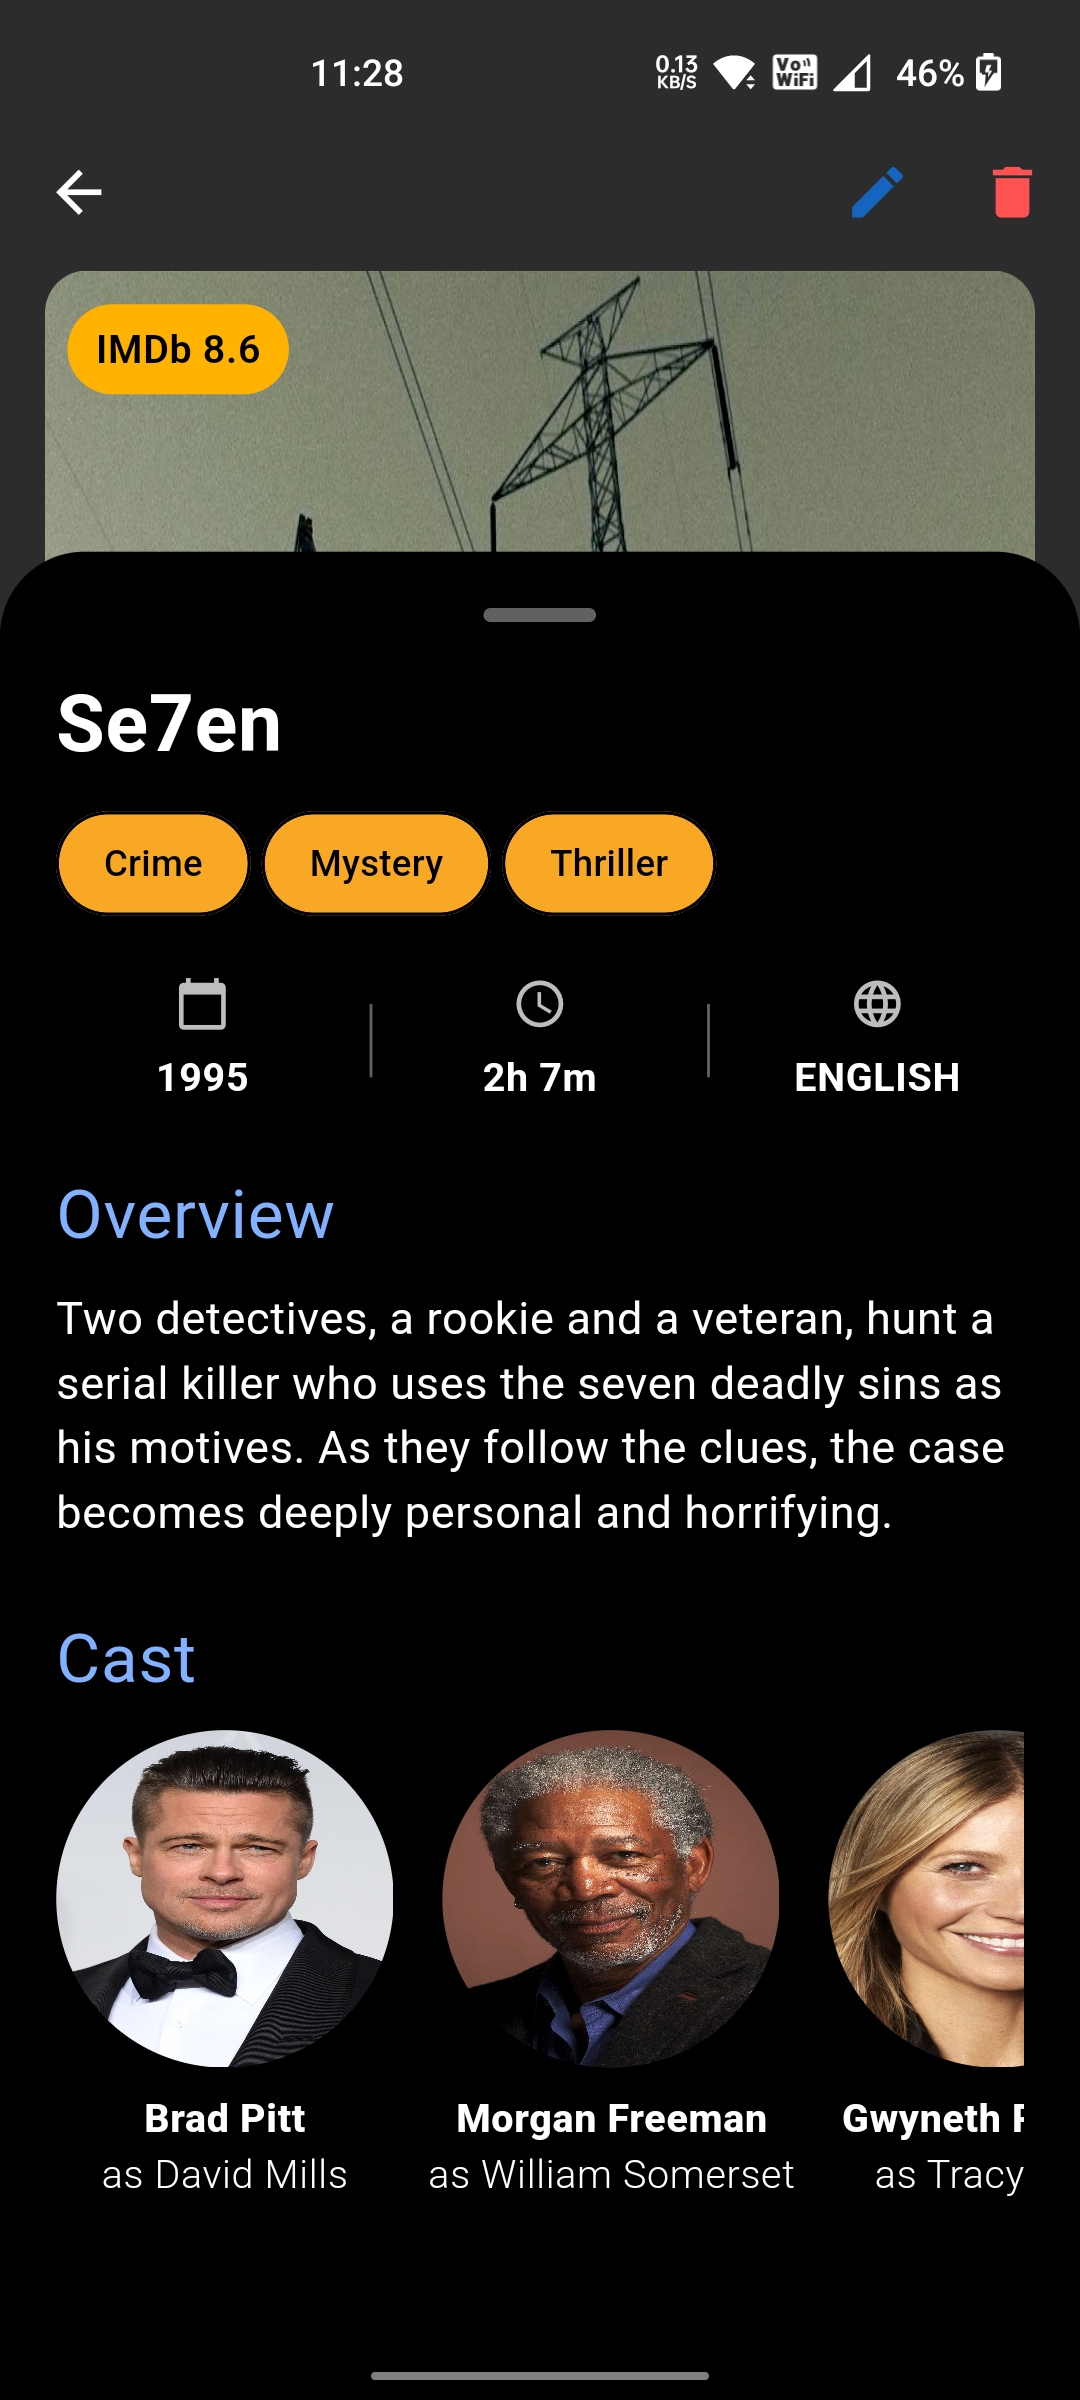 11:28
0.13
KB/S
Vo
WiFi
46%
IMDb 8.6
Se7en
Crime Mystery Thriller
1995 2h 7m ENGLISH
Overview
Two detectives, a rookie and a veteran, hunt a
serial killer who uses the seven deadly sins as
his motives. As they follow the clues, the case
becomes deeply personal and horrifying.
Cast
Brad Pitt Morgan Freeman Gwyneth
as David Mills as William Somerset as Tracy